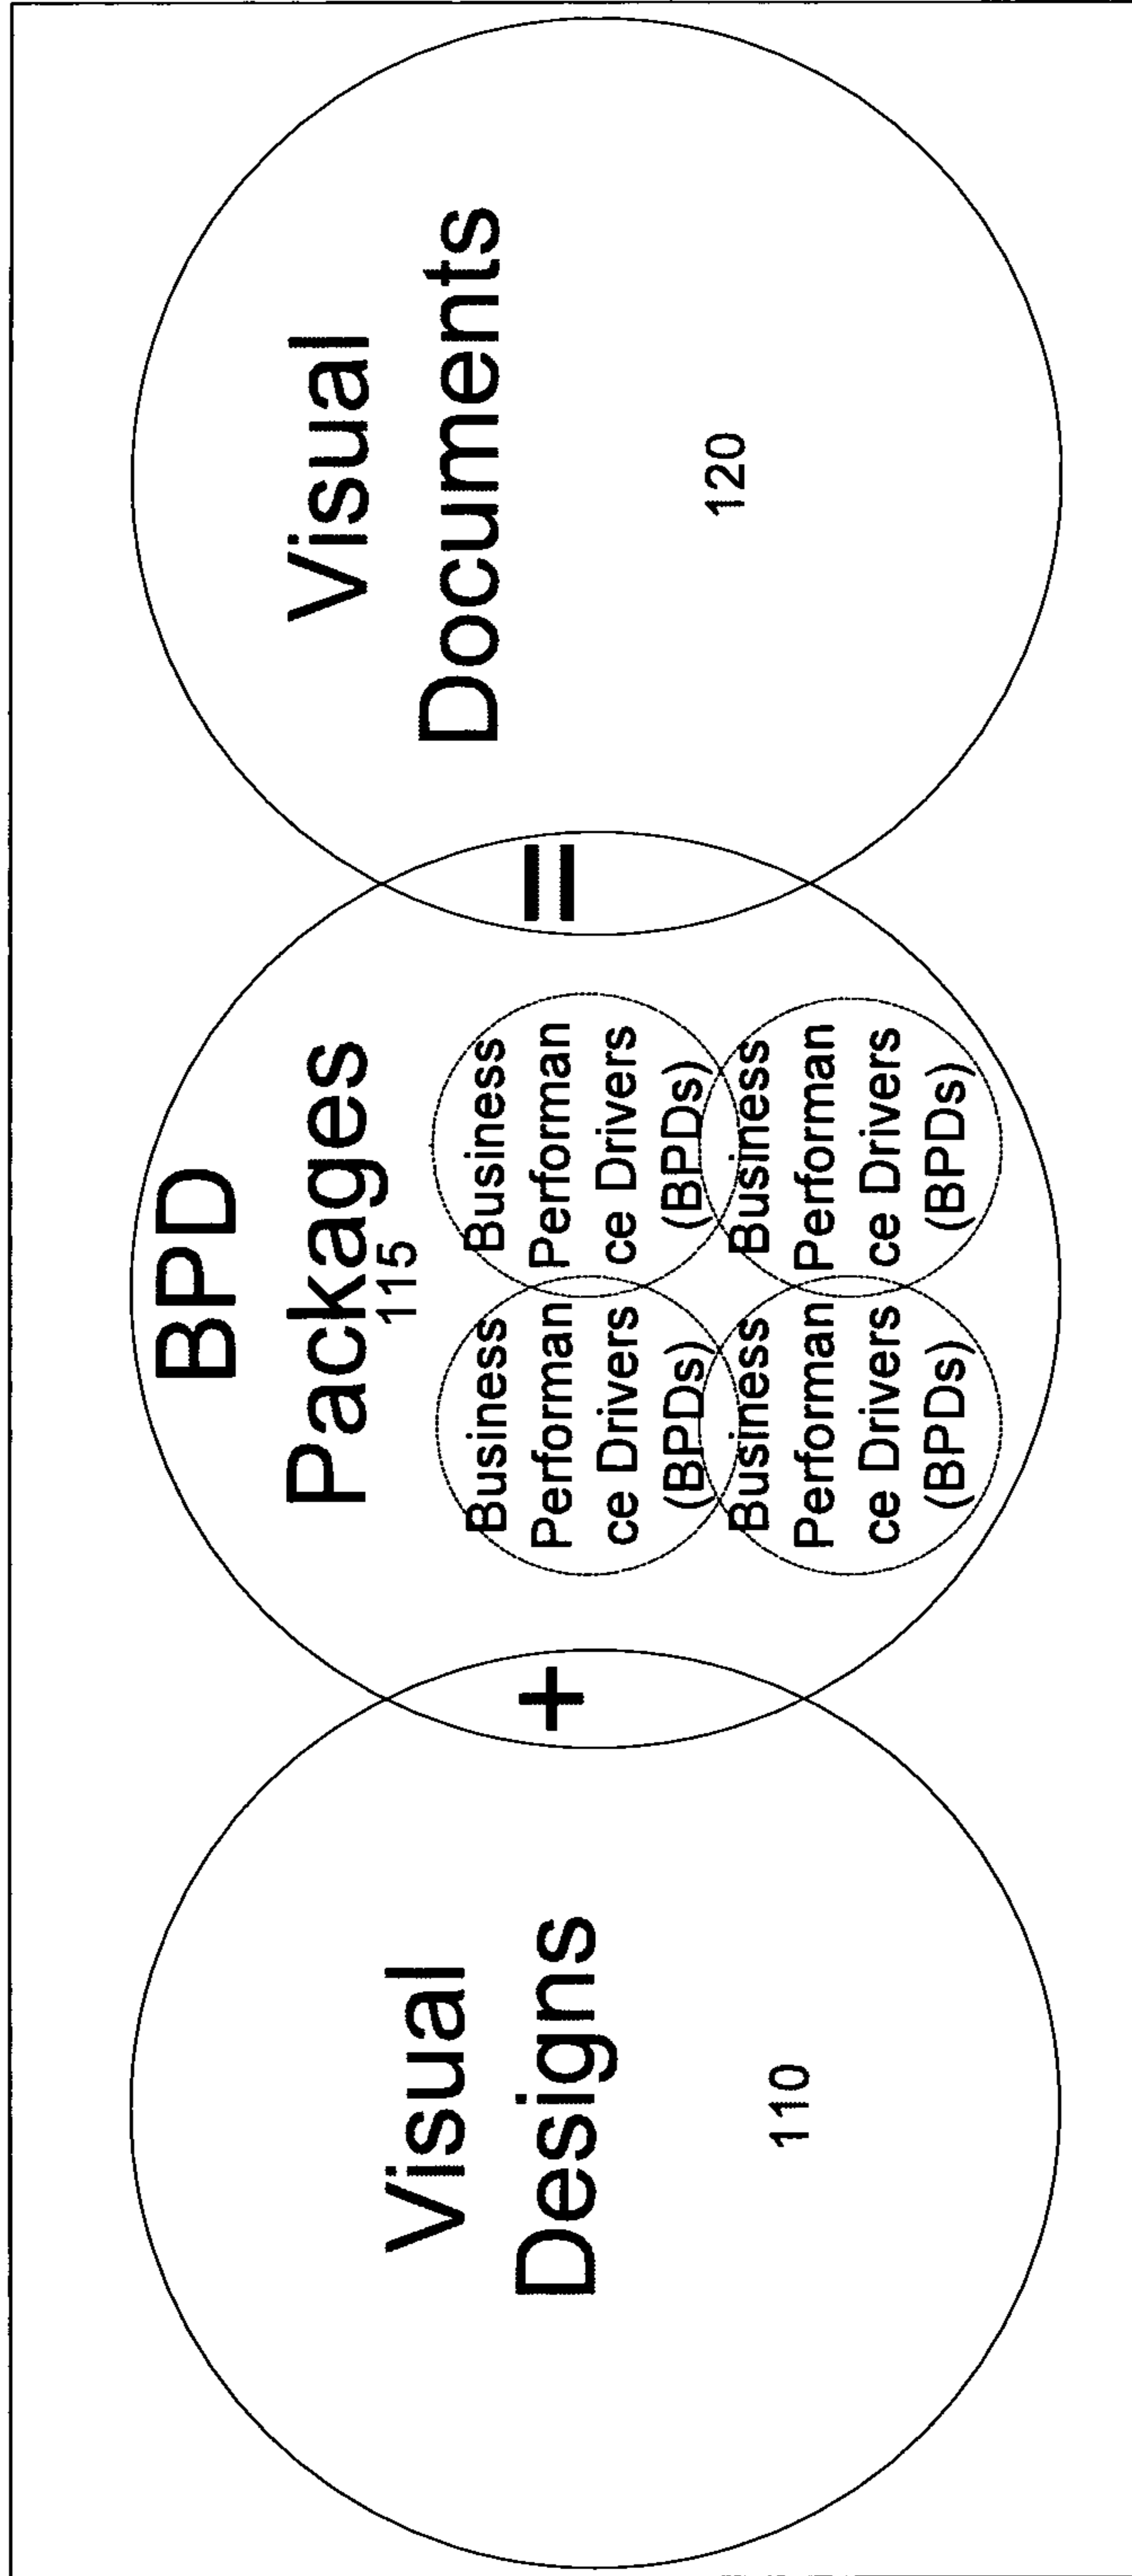 Visual
Designs
110
+
BPD
Packages
115
Business
Performan
ce Drivers
(BPDs)
Business
Performan
ce Drivers
(BPDs)
Business
Performan
ce Drivers
(BPDs)
Business
Performan
ce Drivers
(BPDs)
=
Visual
Documents
120